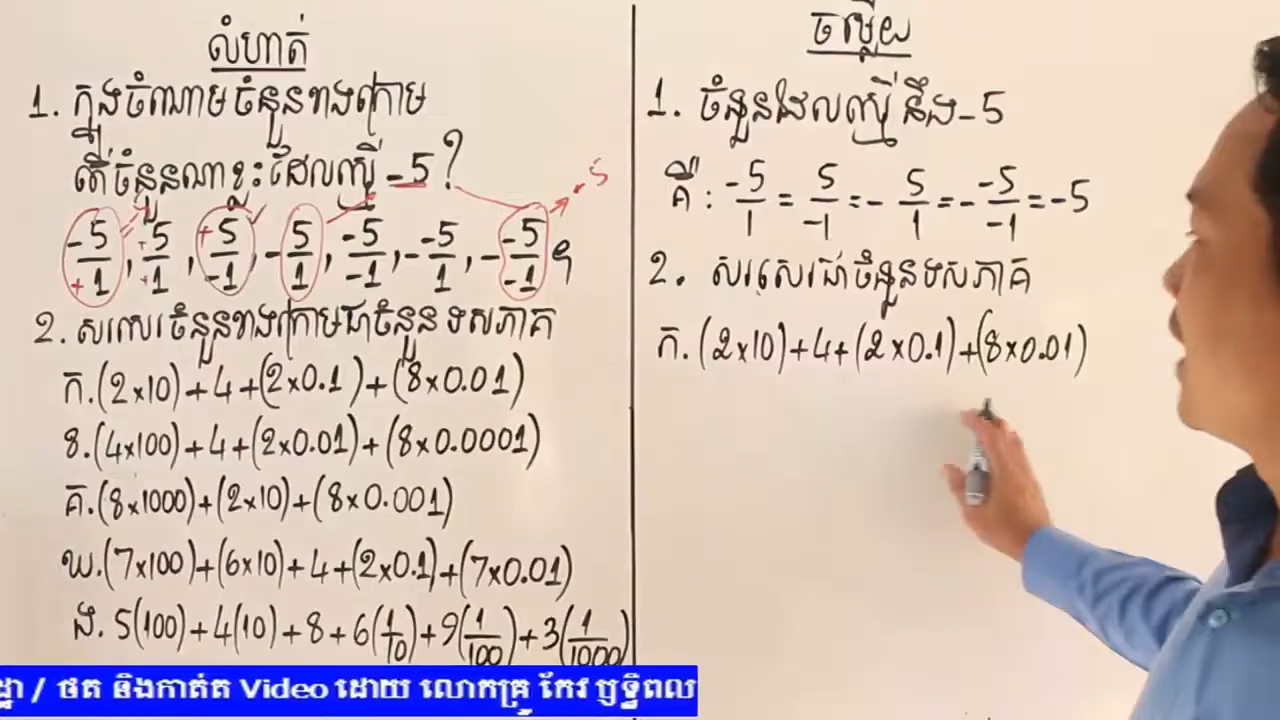 លំហាត់
1. ក្នុងចំណោមចំនួនខាងក្រោម
តើចំនួនណាខ្លះដែលស្មើ -5?
-5/1, +5/+1, +5/-1, -5/1, -5/-1, --5/1, --5/-1 ។
-5
2. សរសេរចំនួនខាងក្រោមជាចំនួនទសភាគ
ក.(2×10)+4+(2×0.1)+(8×0.01)
ខ.(4×100)+4+(2×0.01)+(8×0.0001)
គ.(8×1000)+(2×10)+(8×0.001)
ឃ.(7×100)+(6×10)+4+(2×0.1)+(7×0.01)
ង. 5(100)+4(10)+8+6(1/10)+9(1/100)+3(1/1000)
ចម្លើយ
1. ចំនួនដែលស្មើនឹង -5
គឺ : -5/1 = 5/-1 = -5/1 = --5/-1 = -5
2. សរសេរជាចំនួនទសភាគ
ក. (2×10)+4+(2×0.1)+(8×0.01)
/ ថត និងកាត់ត Video ដោយ លោកគ្រូ កែវ ឫទ្ធិពល